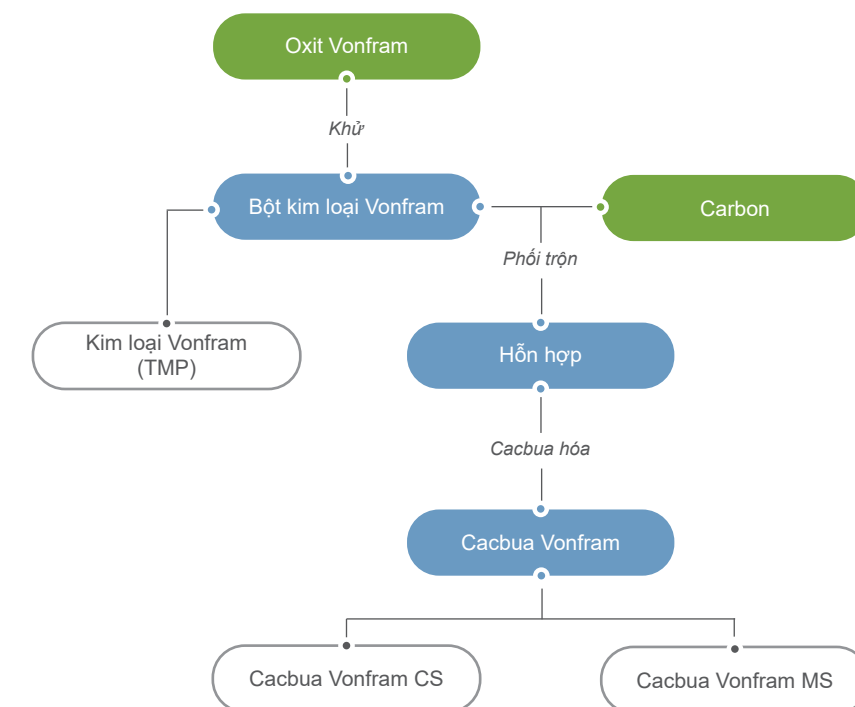 Oxit Vonfram
Khử
Bột kim loại Vonfram
Carbon
Phối trộn
Kim loại Vonfram
(TMP)
Hỗn hợp
Cacbua hóa
Cacbua Vonfram
Cacbua Vonfram CS
Cacbua Vonfram MS